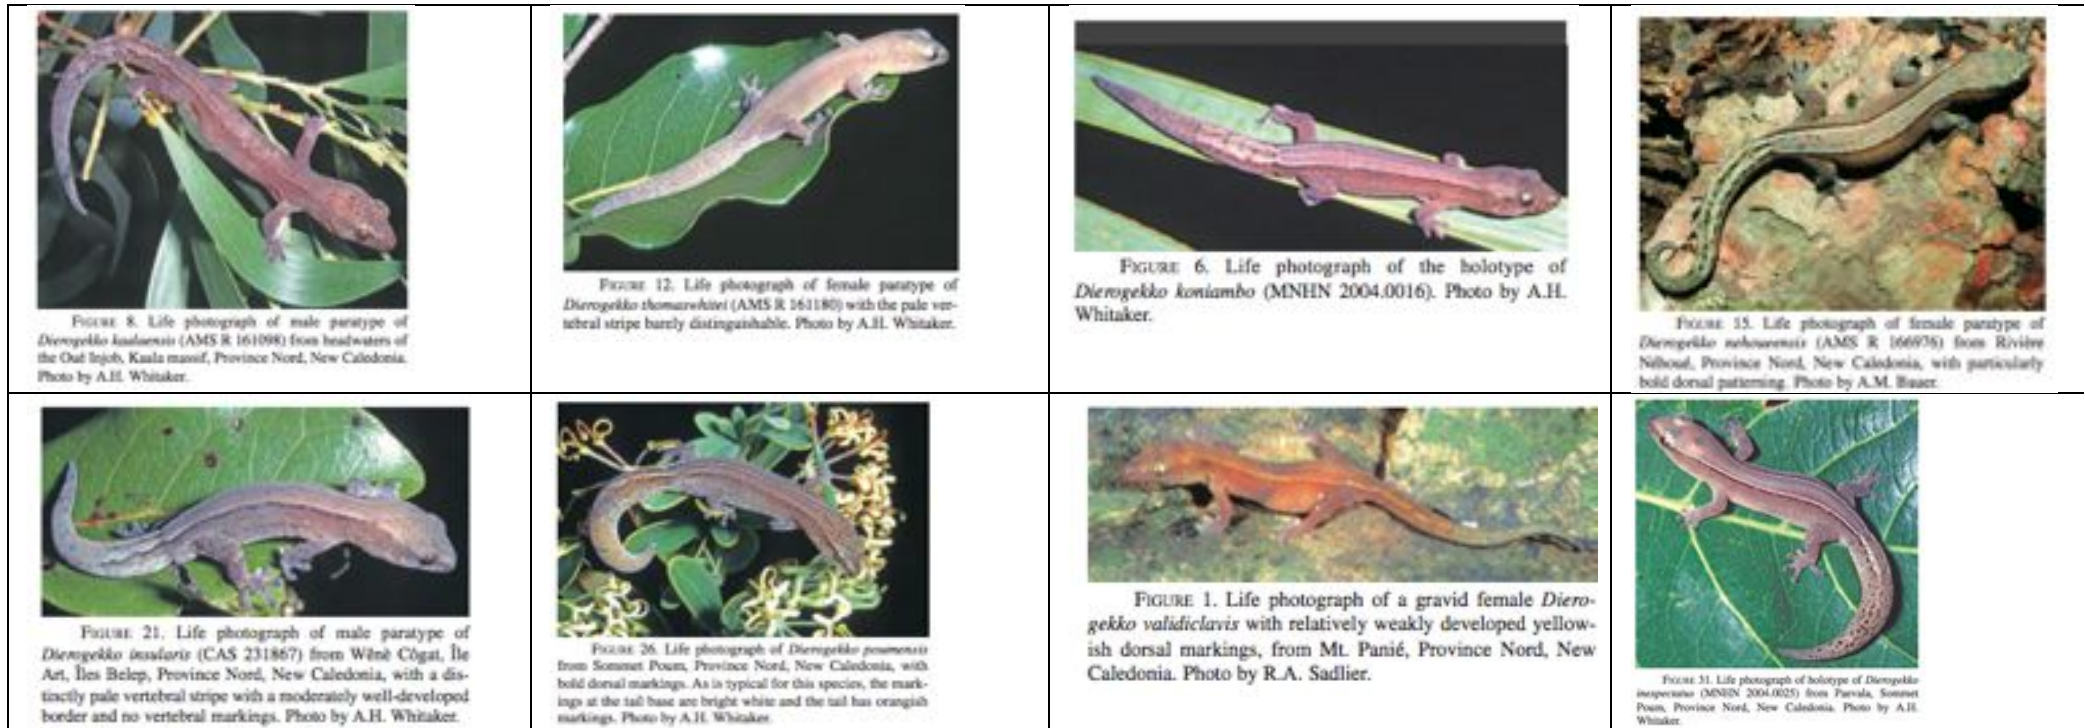 FIGURE 8. Life photograph of male paratype of
Dierogekko kaalaensis (AMS R 161098) from headwaters of
the Oué Injob, Kaala massif, Province Nord, New Caledonia.
Photo by A.H. Whitaker.
FIGURE 12. Life photograph of female paratype of
Dierogekko thomaswhitei (AMS R 161180) with the pale ver-
tebral stripe barely distinguishable. Photo by A.H. Whitaker.
FIGURE 6. Life photograph of the holotype of
Dierogekko koniambo (MNHN 2004.0016). Photo by A.H.
Whitaker.
FIGURE 15. Life photograph of female paratype of
Dierogekko nehoueensis (AMS R 166976) from Rivière
Néhoué, Province Nord, New Caledonia, with particularly
bold dorsal patterning. Photo by A.M. Bauer.
FIGURE 21. Life photograph of male paratype of
Dierogekko insularis (CAS 231867) from Wênè Côgat, Île
Art, Îles Belep, Province Nord, New Caledonia, with a dis-
tinctly pale vertebral stripe with a moderately well-developed
border and no vertebral markings. Photo by A.H. Whitaker.
FIGURE 26. Life photograph of Dierogekko poumensis
from Sommet Poum, Province Nord, New Caledonia, with
bold dorsal markings. As is typical for this species, the mark-
ings at the tail base are bright white and the tail has orangish
markings. Photo by A.H. Whitaker.
FIGURE 1. Life photograph of a gravid female Diero-
gekko validiclavis with relatively weakly developed yellow-
ish dorsal markings, from Mt. Panié, Province Nord, New
Caledonia. Photo by R.A. Sadlier.
FIGURE 31. Life photograph of holotype of Dierogekko
inexpectatus (MNHN 2004.0025) from Paevala, Sommet
Poum, Province Nord, New Caledonia. Photo by A.H.
Whitaker.